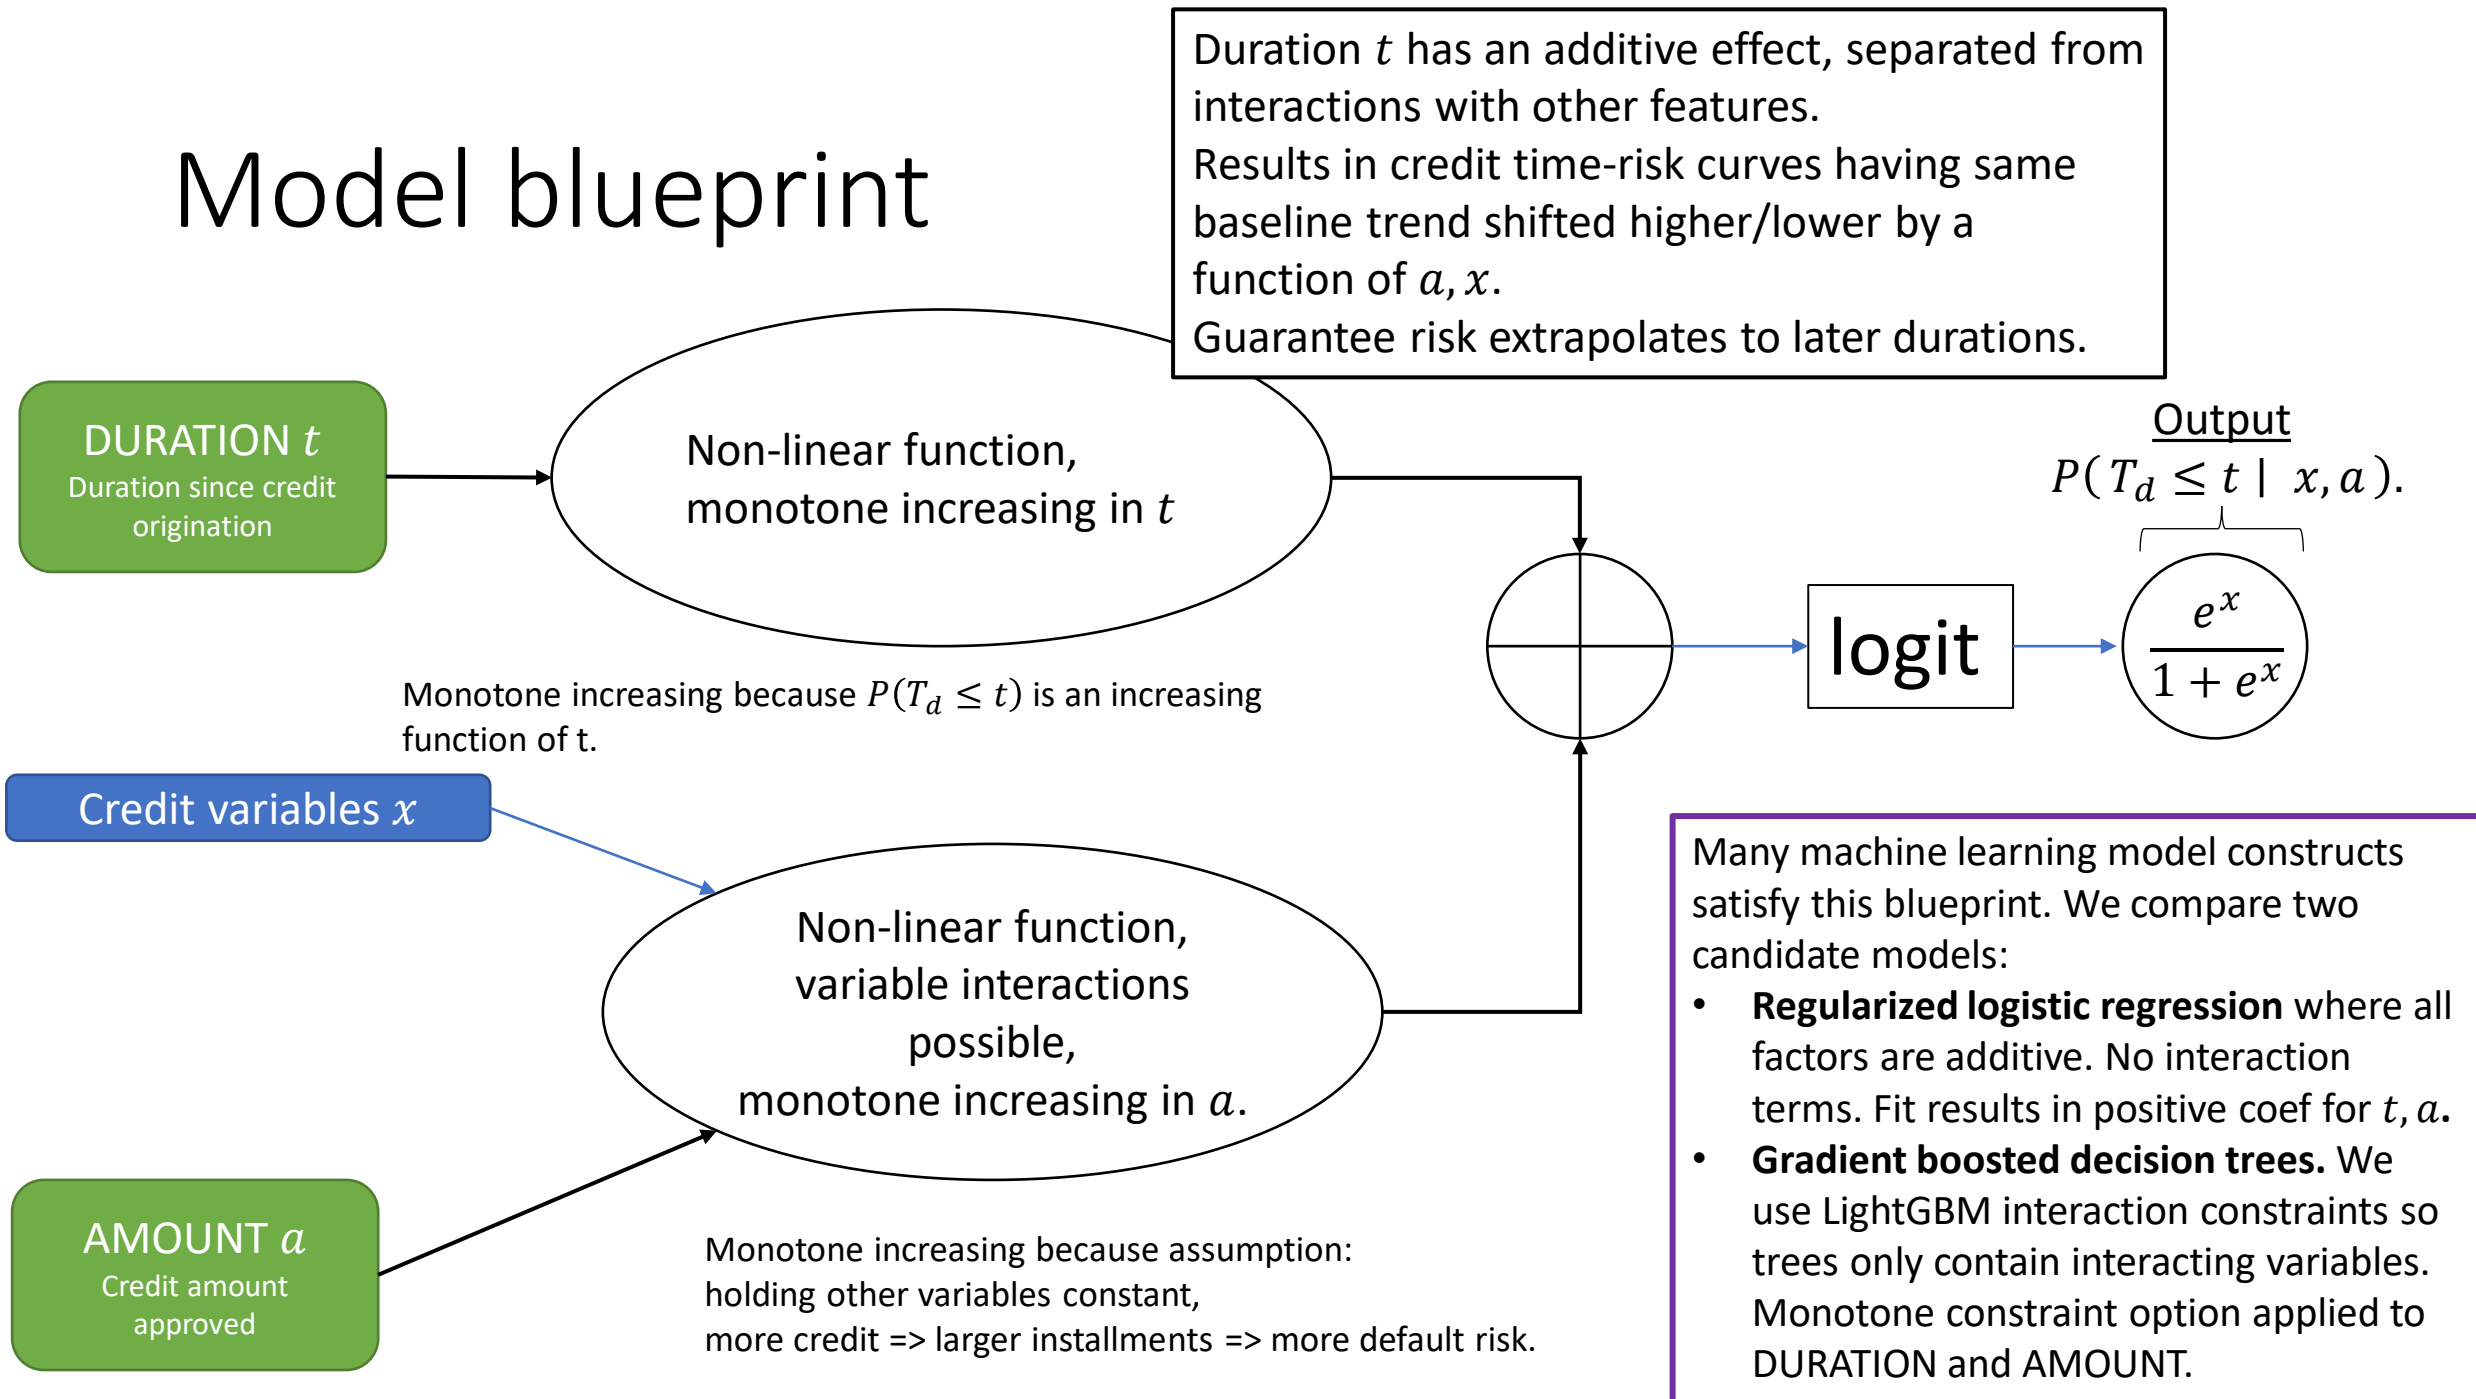 Model blueprint
Duration t has an additive effect, separated from
interactions with other features.
Results in credit time-risk curves having same
baseline trend shifted higher/lower by a
function of a, x.
Guarantee risk extrapolates to later durations.
DURATION t
Duration since credit
origination
Non-linear function,
monotone increasing in t
Output
P( T_d ≤ t | x, a ).
logit
e^x
1 + e^x
Monotone increasing because P(T_d ≤ t) is an increasing
function of t.
Credit variables x
Non-linear function,
variable interactions
possible,
monotone increasing in a.
AMOUNT a
Credit amount
approved
Monotone increasing because assumption:
holding other variables constant,
more credit => larger installments => more default risk.
Many machine learning model constructs
satisfy this blueprint. We compare two
candidate models:
• Regularized logistic regression where all
factors are additive. No interaction
terms. Fit results in positive coef for t, a.
• Gradient boosted decision trees. We
use LightGBM interaction constraints so
trees only contain interacting variables.
Monotone constraint option applied to
DURATION and AMOUNT.